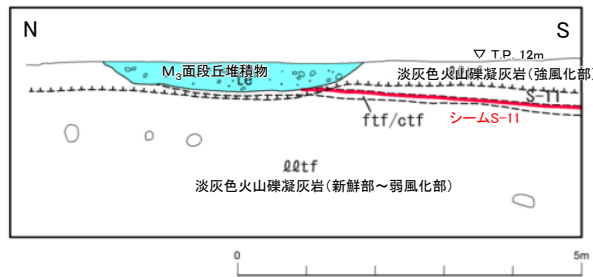 N
S
▽ T.P. 12m
M₃面段丘堆積物
te
淡灰色火山礫凝灰岩(強風化部)
S-11
ftf/ctf
シームS-11
ℓℓtf
淡灰色火山礫凝灰岩(新鮮部～弱風化部)
0
5m